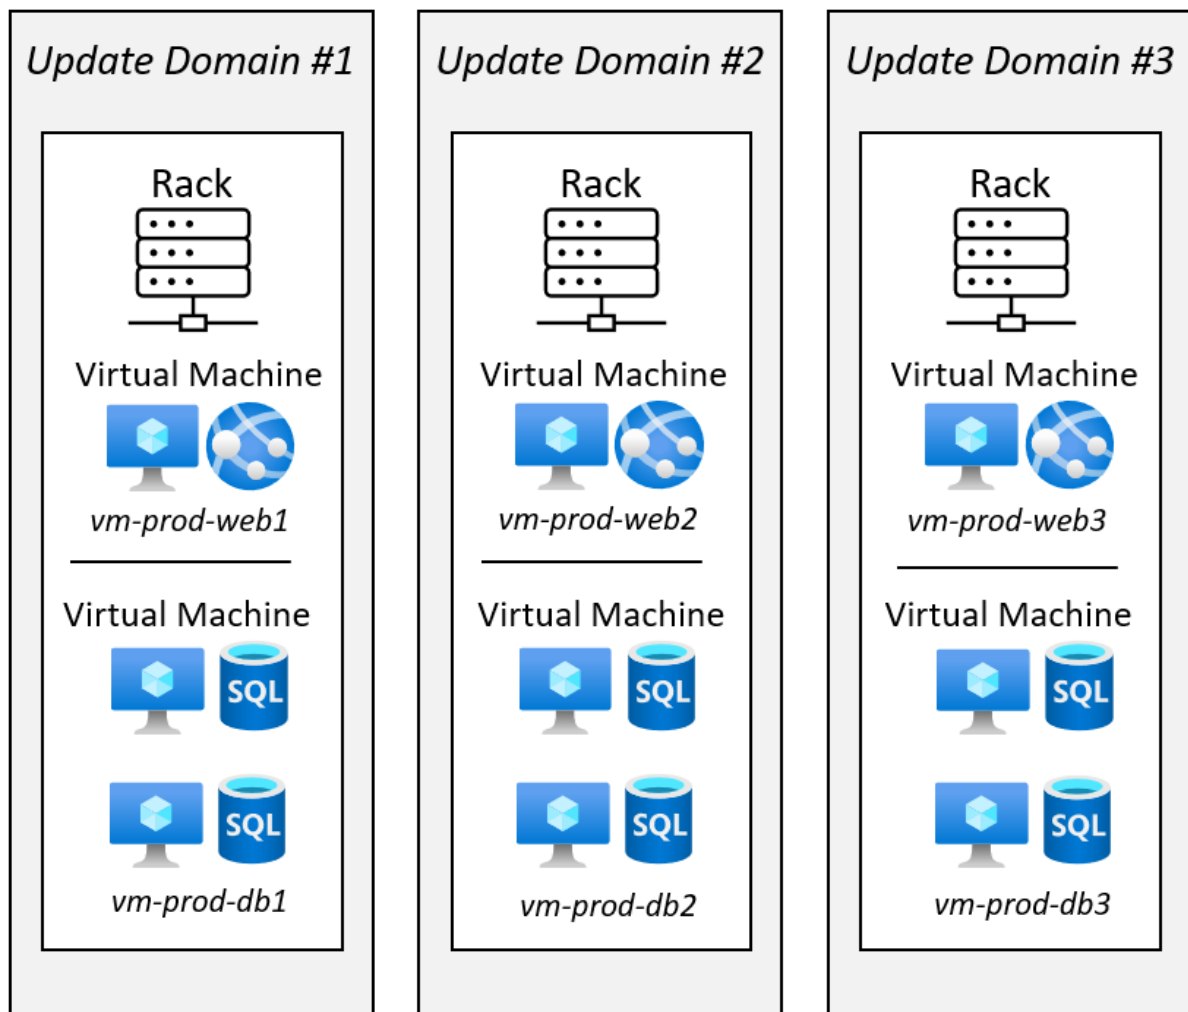 Update Domain #1
Rack
Virtual Machine
vm-prod-web1
Virtual Machine
SQL
SQL
vm-prod-db1
Update Domain #2
Rack
Virtual Machine
vm-prod-web2
Virtual Machine
SQL
SQL
vm-prod-db2
Update Domain #3
Rack
Virtual Machine
vm-prod-web3
Virtual Machine
SQL
SQL
vm-prod-db3